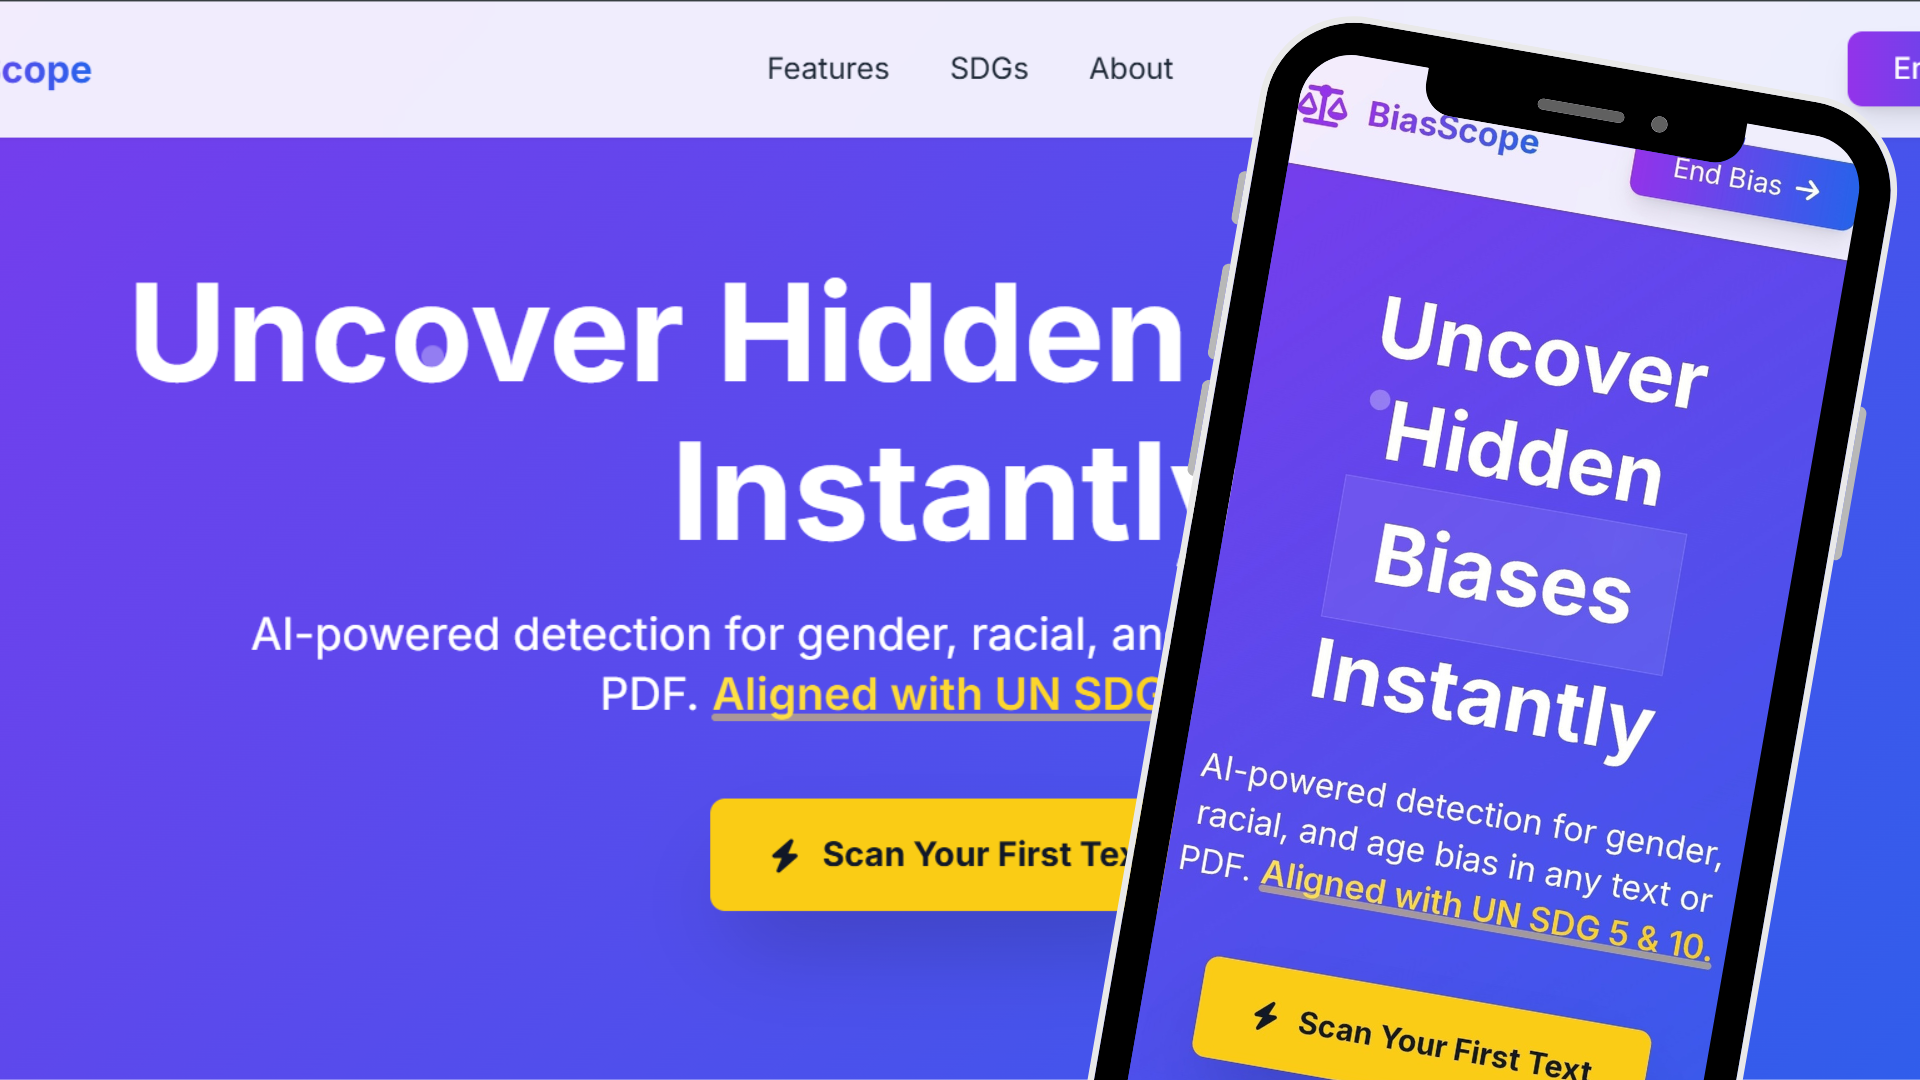 cope
Features
SDGs
About
Uncover Hidden
Instantly
AI-powered detection for gender, racial, an
PDF. Aligned with UN SDG
Scan Your First Tex
BiasScope
End Bias
Uncover
Hidden
Biases
Instantly
AI-powered detection for gender,
racial, and age bias in any text or
PDF. Aligned with UN SDG 5 & 10.
Scan Your First Text